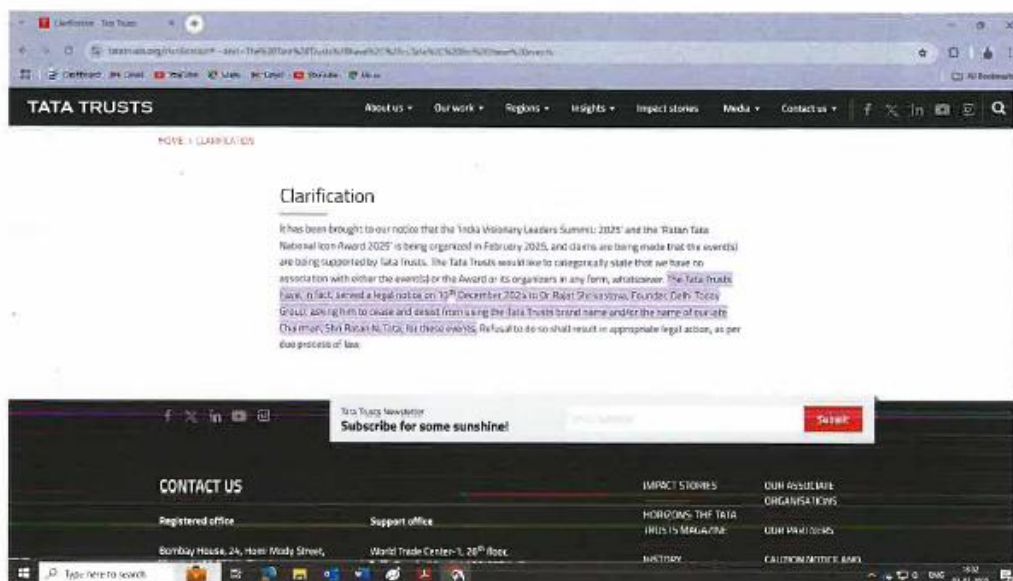 Clarification - Tata Trusts
TATA TRUSTS
About us
Our work
Regions
Insights
Impact stories
Media
Contact us
HOME > CLARIFICATION
Clarification
It has been brought to our notice that the 'India Visionary Leaders Summit: 2025' and the 'Ratan Tata
National Icon Award 2025' is being organized in February 2025, and claims are being made that the event(s)
are being supported by Tata Trusts. The Tata Trusts would like to categorically state that we have no
association with either the event(s) or the Award or its organizers in any form, whatsoever. The Tata Trusts
have, in fact, served a legal notice on December 2024 to Dr Rajat Shrivastava, Founder, Delhi Today
Group, asking him to cease and desist from using the Tata Trusts brand name and/or the name of our late
Chairman, Shri Ratan N. Tata, for these events. Refusal to do so shall result in appropriate legal action, as per
due process of law.
Tata Trusts Newsletter
Subscribe for some sunshine!
Submit
CONTACT US
Registered office
Bombay House, 24, Homi Mody Street,
Support office
World Trade Center-1, 26th floor,
IMPACT STORIES
HORIZONS: THE TATA
TRUSTS MAGAZINE
HISTORY
OUR ASSOCIATE
ORGANISATIONS
OUR PARTNERS
CAUTION NOTICE AND
Type here to search
ENG